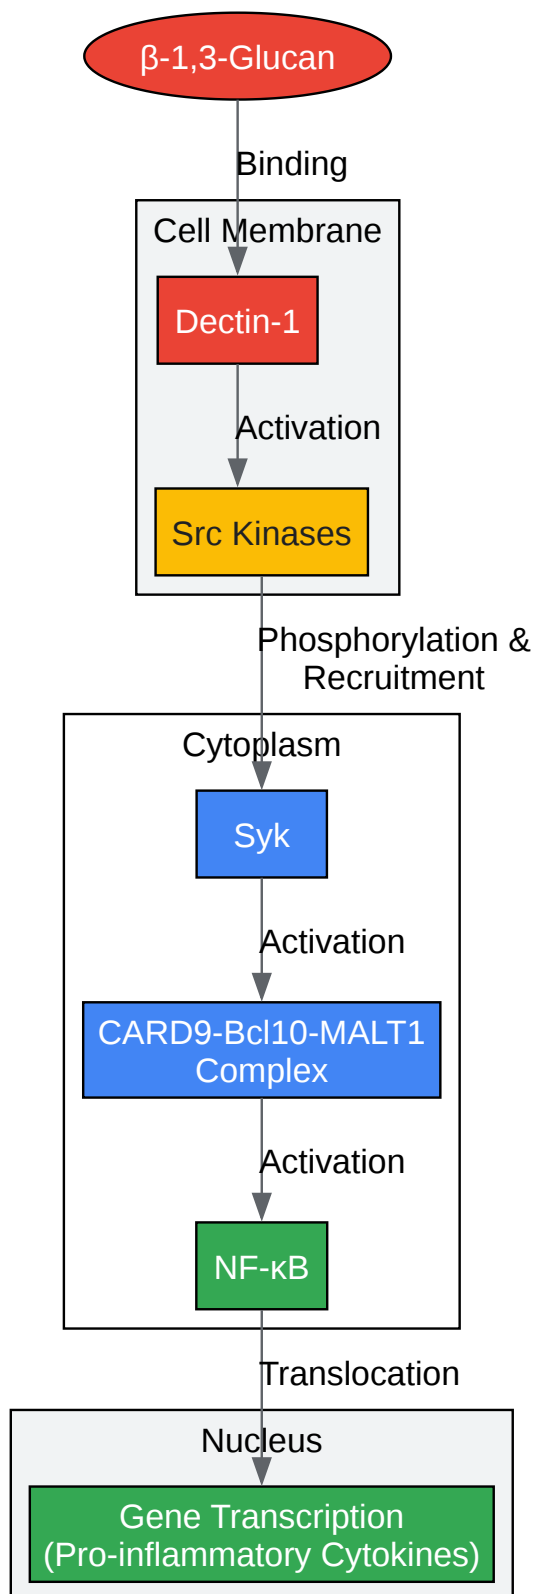 β-1,3-Glucan
Binding
Cell Membrane
Dectin-1
Activation
Src Kinases
Phosphorylation &
Recruitment
Cytoplasm
Syk
Activation
CARD9-Bcl10-MALT1
Complex
Activation
NF-κB
Translocation
Nucleus
Gene Transcription
(Pro-inflammatory Cytokines)